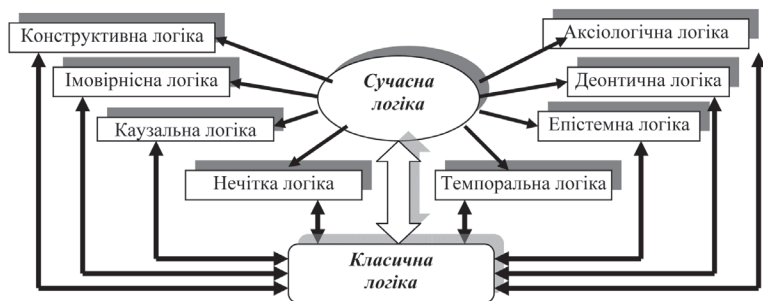 Конструктивна логіка
Аксіологічна логіка
Імовірнісна логіка
Сучасна
логіка
Деонтична логіка
Каузальна логіка
Епістемна логіка
Нечітка логіка
Темпоральна логіка
Класична
логіка